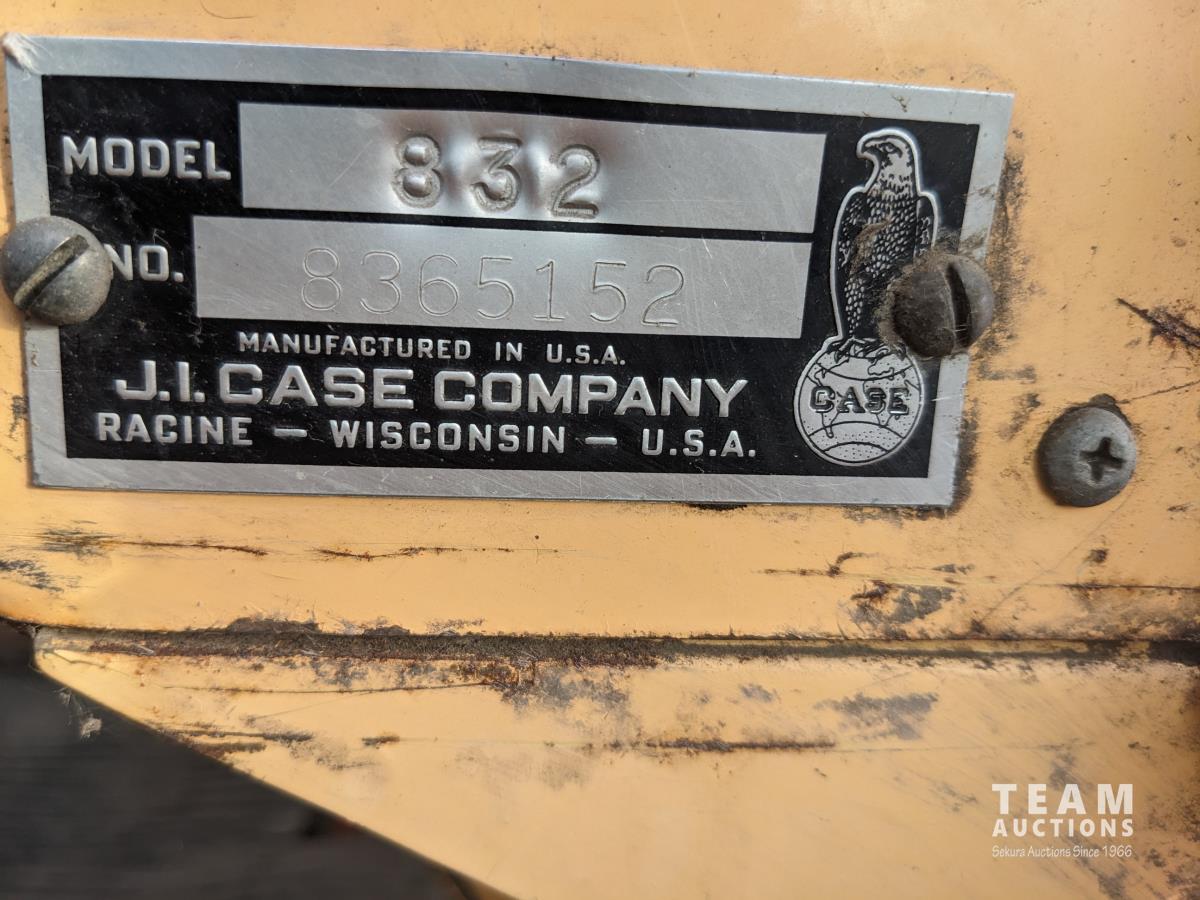 MODEL 832
NO. 8365152
MANUFACTURED IN U.S.A.
J.I. CASE COMPANY
RACINE – WISCONSIN – U.S.A.
CASE
TEAM
AUCTIONS
Sekura Auctions Since 1966